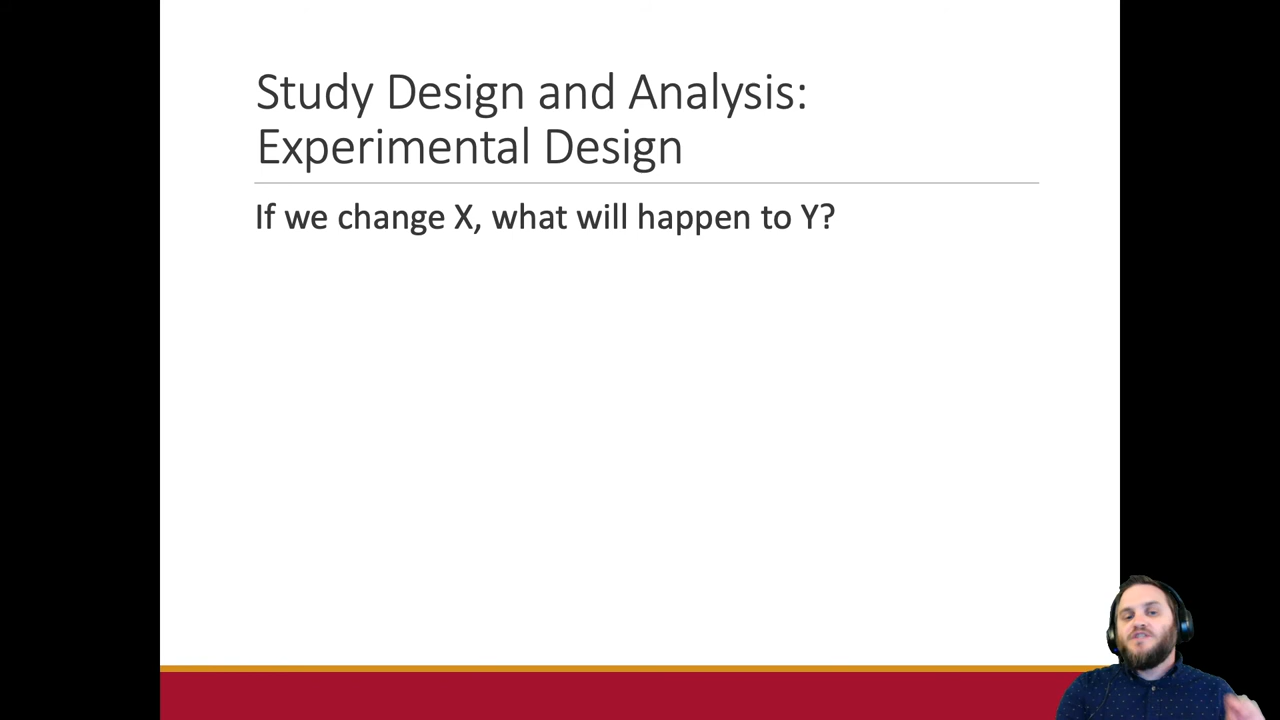 Study Design and Analysis:
Experimental Design
If we change X, what will happen to Y?